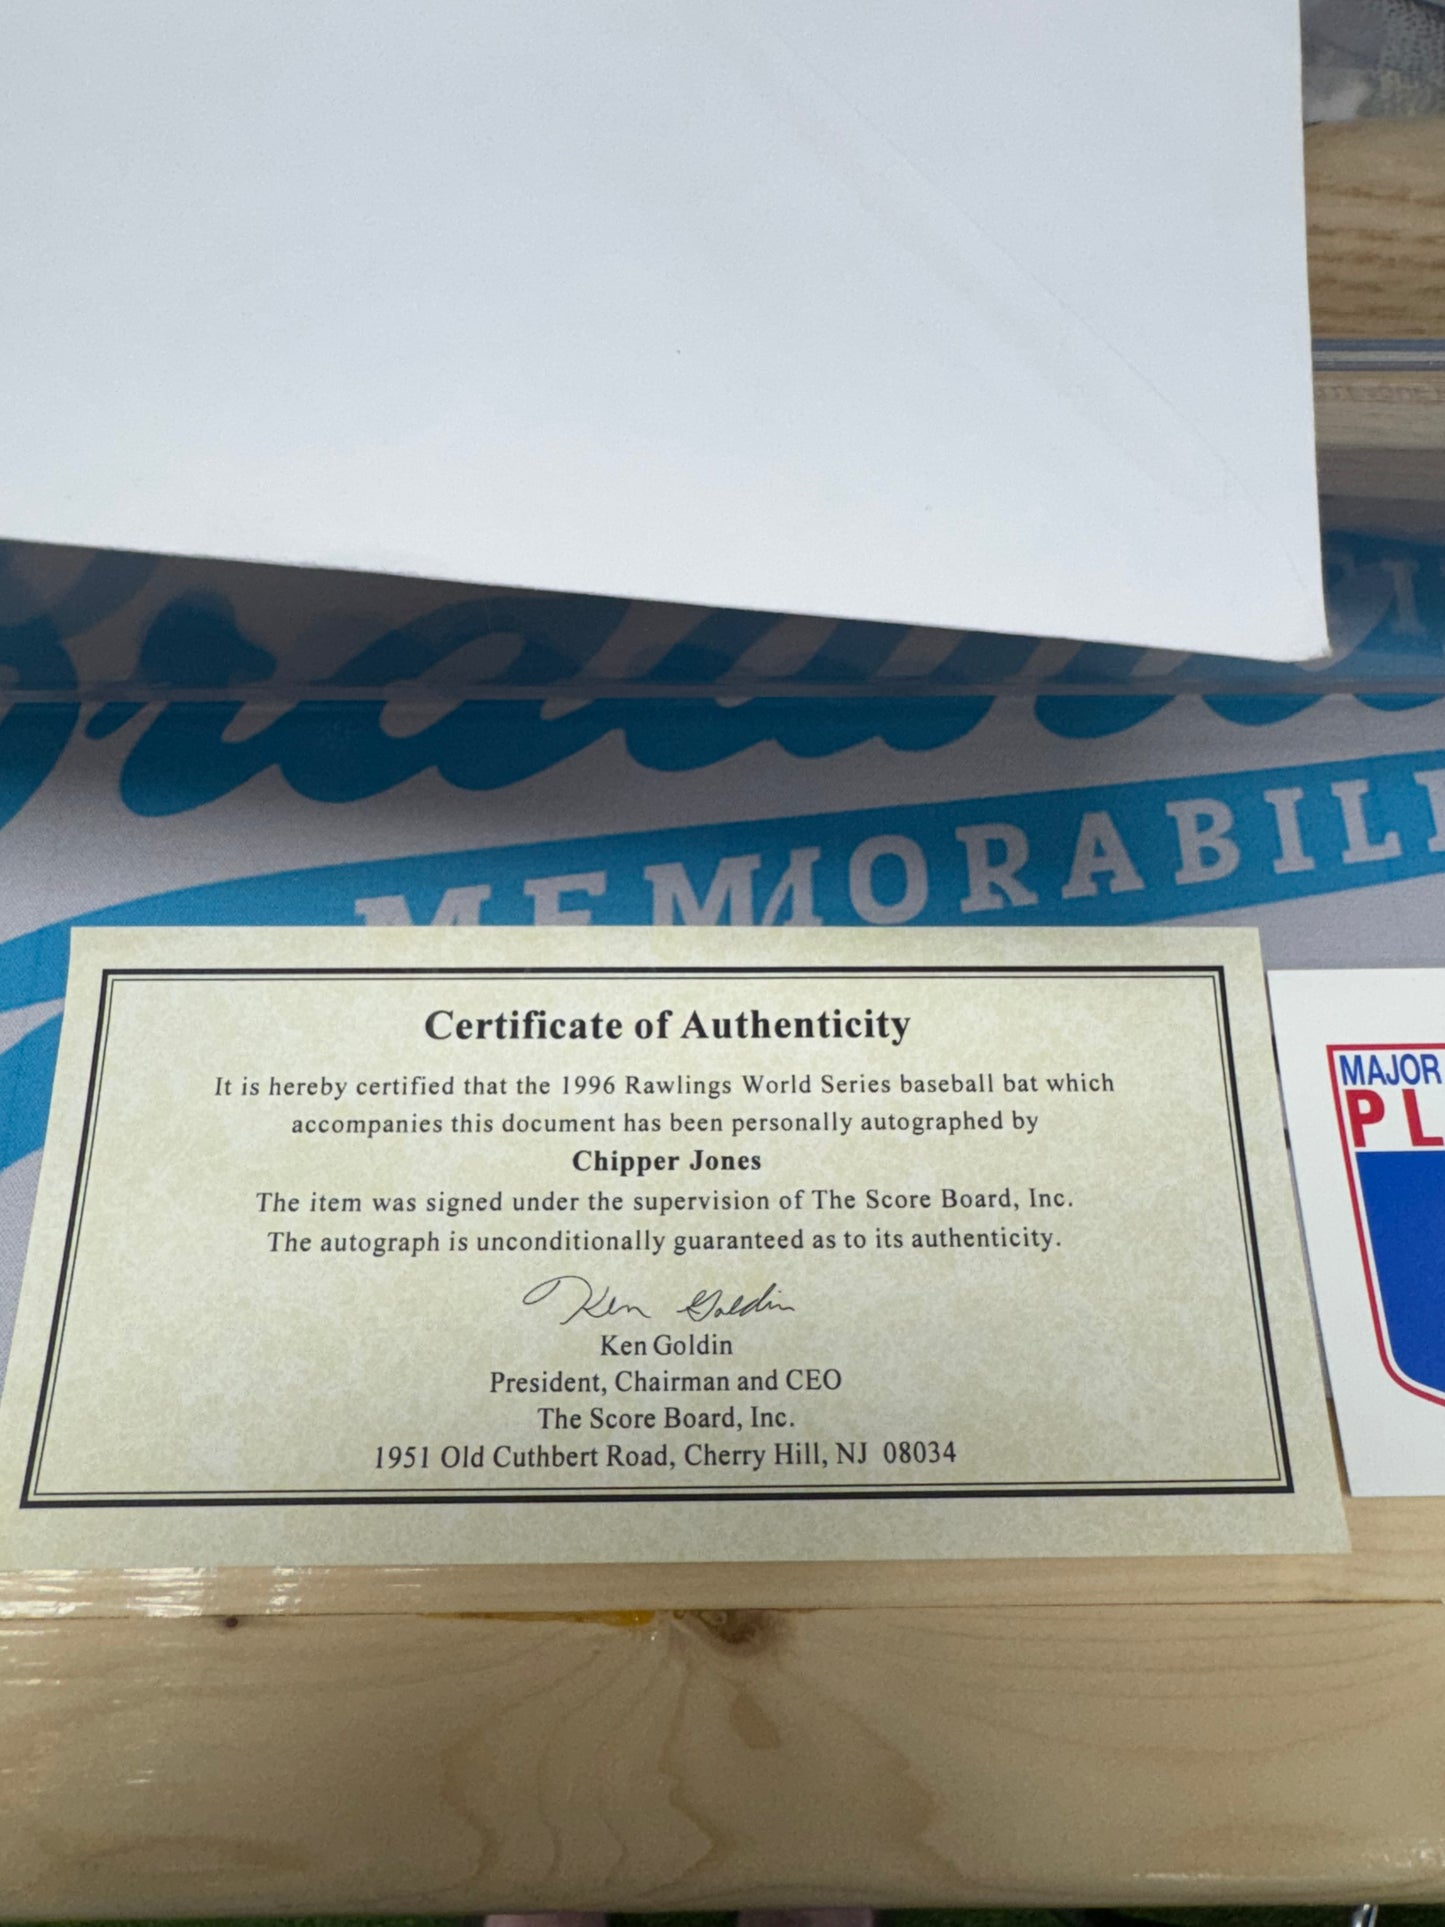 MEMORABIL
Certificate of Authenticity
It is hereby certified that the 1996 Rawlings World Series baseball bat which
accompanies this document has been personally autographed by
Chipper Jones
The item was signed under the supervision of The Score Board, Inc.
The autograph is unconditionally guaranteed as to its authenticity.
Ken Goldin
Ken Goldin
President, Chairman and CEO
The Score Board, Inc.
1951 Old Cuthbert Road, Cherry Hill, NJ 08034
MAJOR
PL